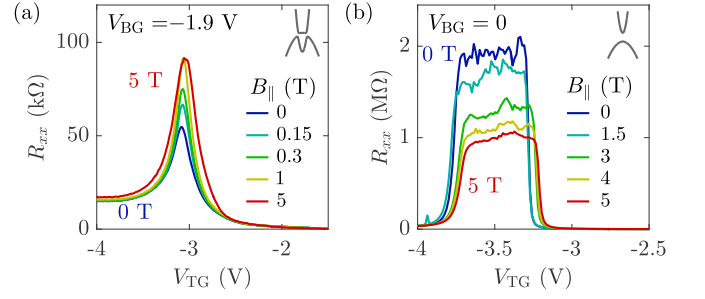 (a)
V_BG = −1.9 V
100
50
0
R_xx (kΩ)
5 T
0 T
B_∥ (T)
0
0.15
0.3
1
5
-4
-3
-2
V_TG (V)
(b)
V_BG = 0
2
1
0
R_xx (MΩ)
0 T
5 T
B_∥ (T)
0
1.5
3
4
5
-4
-3.5
-3
-2.5
V_TG (V)